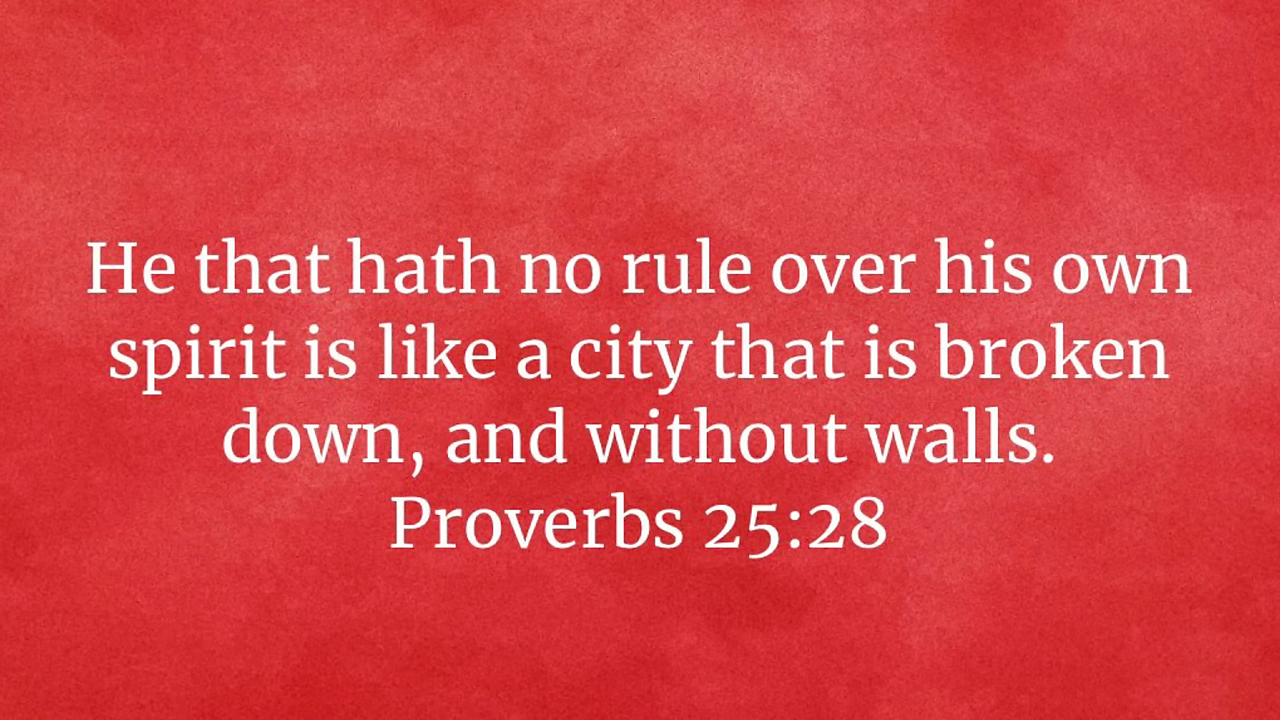 He that hath no rule over his own
spirit is like a city that is broken
down, and without walls.
Proverbs 25:28